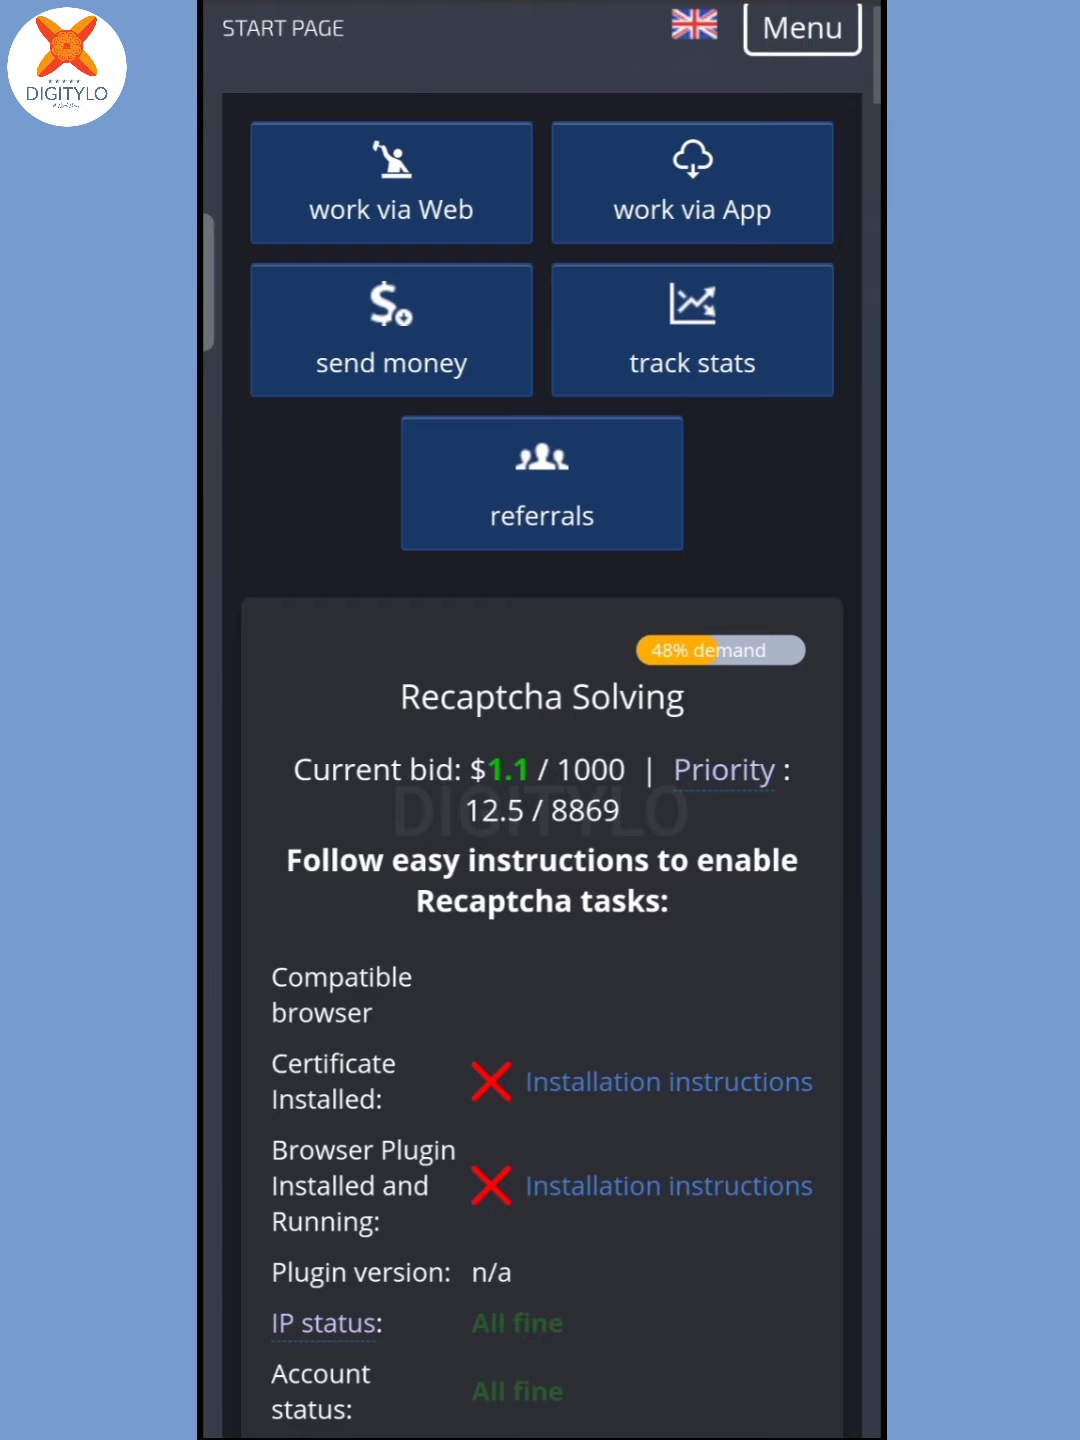 START PAGE
Menu
DIGITYLO
work via Web
work via App
send money
track stats
referrals
48% demand
Recaptcha Solving
Current bid: $1.1 / 1000 | Priority :
12.5 / 8869
DIGITYLO
Follow easy instructions to enable
Recaptcha tasks:
Compatible
browser
Certificate
Installed:
Installation instructions
Browser Plugin
Installed and
Running:
Installation instructions
Plugin version: n/a
IP status: All fine
Account
status:
All fine